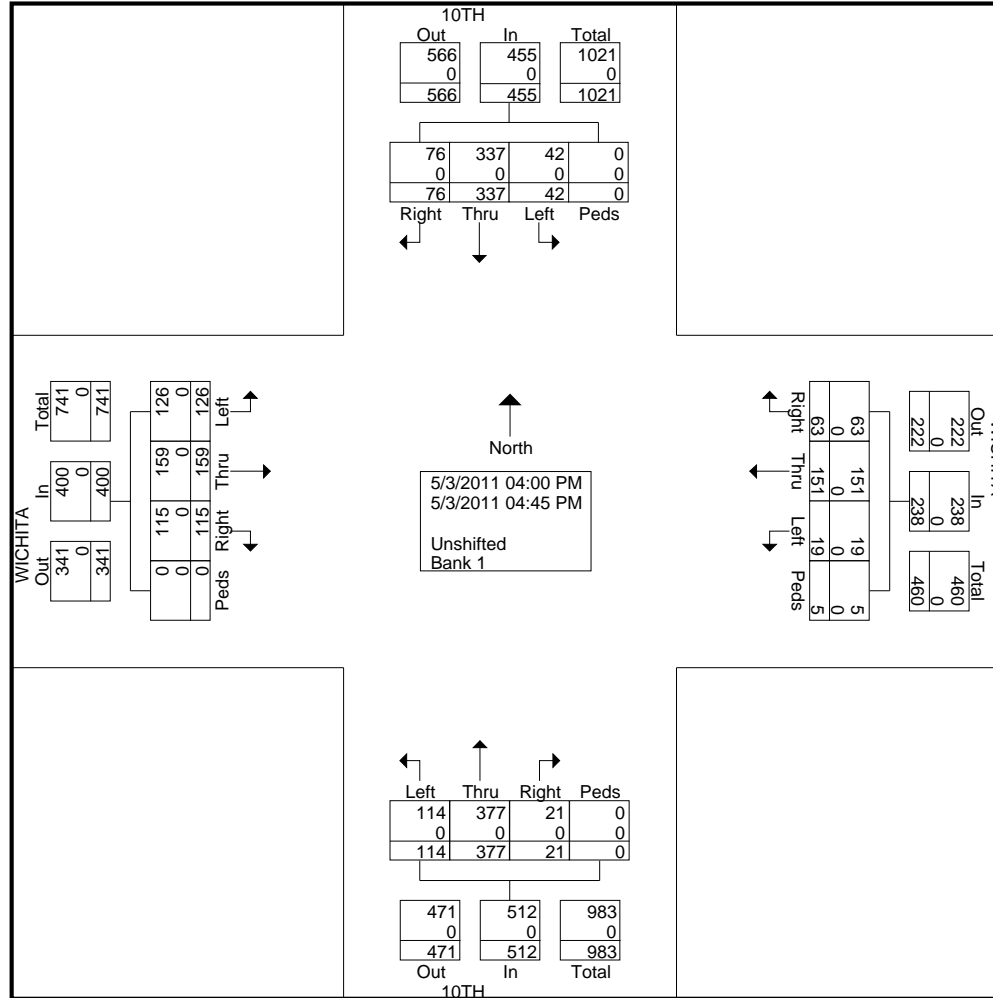 10TH
Out In Total
566 455 1021
0 0 0
566 455 1021
76 337 42 0
0 0 0 0
76 337 42 0
Right Thru Left Peds
WICHITA
Total In Out
741 400 341
0 0 0
741 400 341
126 159 115 0
0 0 0 0
126 159 115 0
Left Thru Right Peds
North
5/3/2011 04:00 PM
5/3/2011 04:45 PM
Unshifted
Bank 1
Out In Total
222 238 460
0 0 0
222 238 460
63 151 19 5
0 0 0 0
63 151 19 5
Right Thru Left Peds
Left Thru Right Peds
114 377 21 0
0 0 0 0
114 377 21 0
471 512 983
0 0 0
471 512 983
Out In Total
10TH